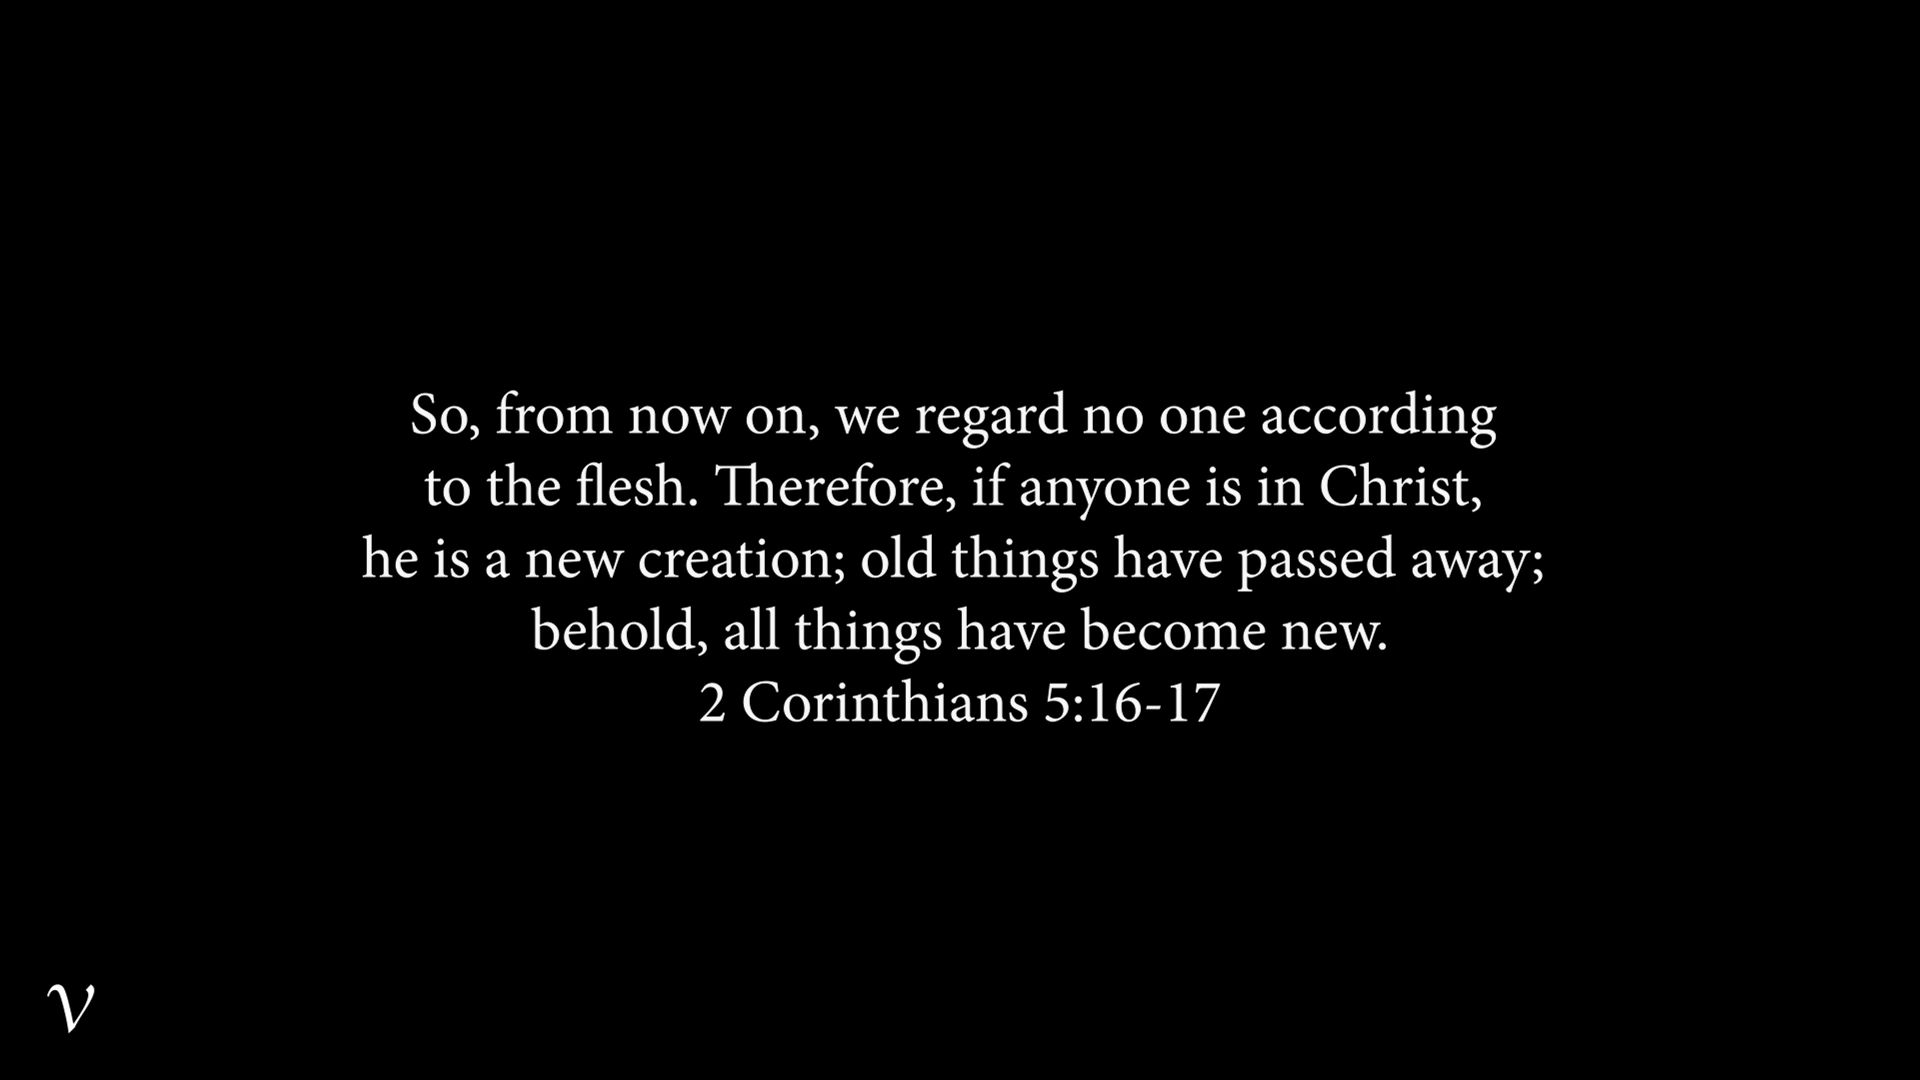 So, from now on, we regard no one according
to the flesh. Therefore, if anyone is in Christ,
he is a new creation; old things have passed away;
behold, all things have become new.
2 Corinthians 5:16-17
V